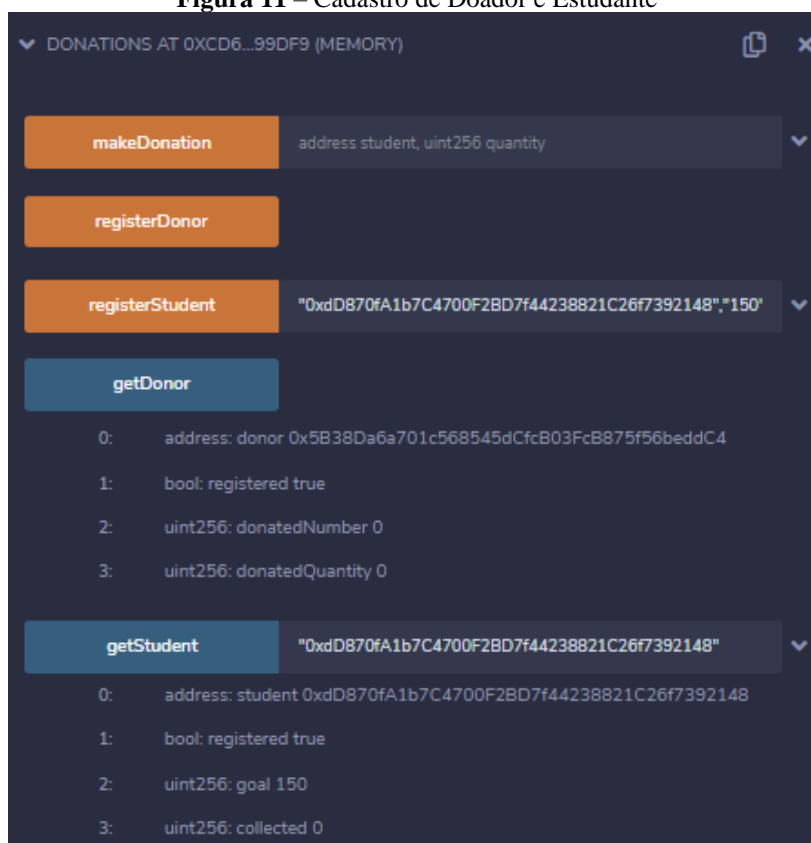 Figura 11 – Cadastro de Doador e Estudante
DONATIONS AT 0XCD6...99DF9 (MEMORY)
makeDonation address student, uint256 quantity
registerDonor
registerStudent "0xdD870fA1b7C4700F2BD7f44238821C26f7392148","150"
getDonor
0: address: donor 0x5B38Da6a701c568545dCfcB03FcB875f56beddC4
1: bool: registered true
2: uint256: donatedNumber 0
3: uint256: donatedQuantity 0
getStudent "0xdD870fA1b7C4700F2BD7f44238821C26f7392148"
0: address: student 0xdD870fA1b7C4700F2BD7f44238821C26f7392148
1: bool: registered true
2: uint256: goal 150
3: uint256: collected 0